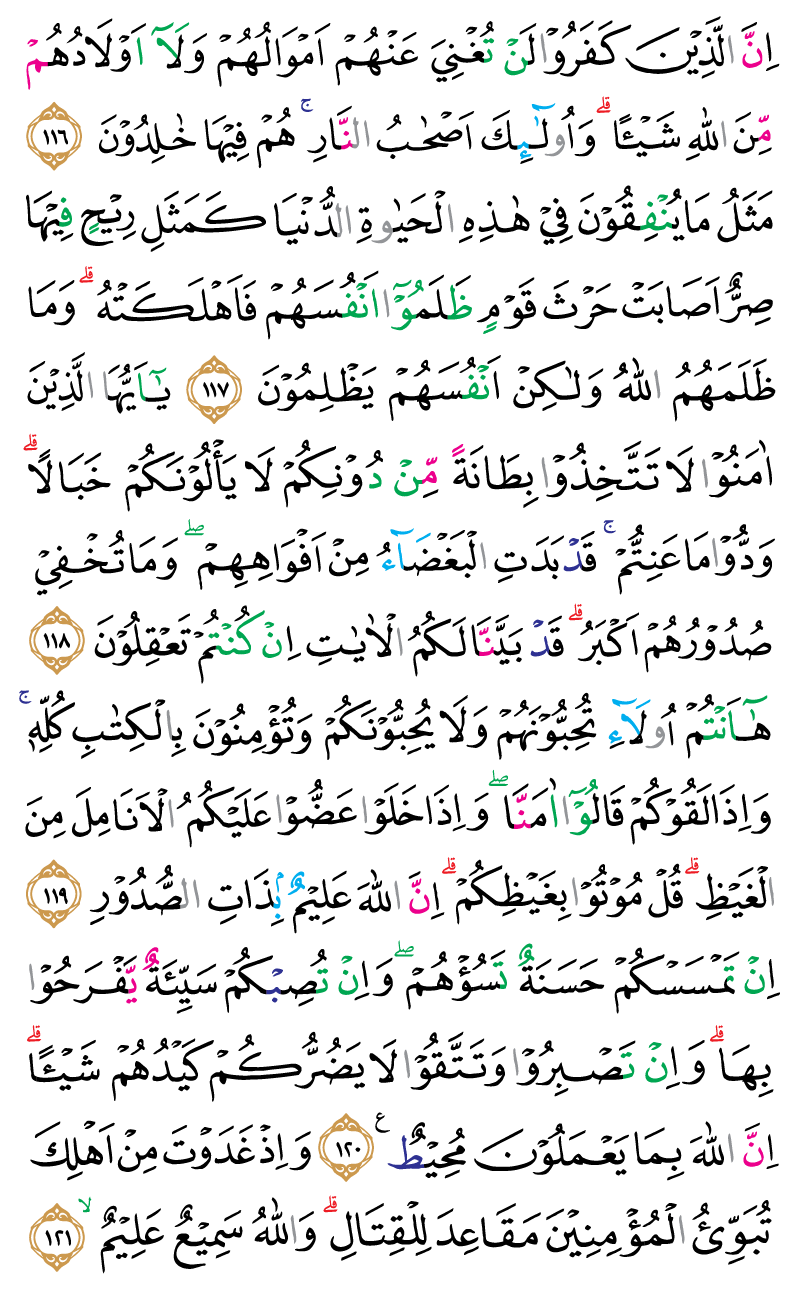 اِنَّ الَّذِيْنَ كَفَرُوْا لَنْ تُغْنِيَ عَنْهُمْ اَمْوَالُهُمْ وَلَآ اَوْلَادُهُمْ
مِّنَ اللّٰهِ شَيْـًٔا ۗ وَاُولٰۤىِٕكَ اَصْحٰبُ النَّارِ ۚ هُمْ فِيْهَا خٰلِدُوْنَ ١١٦
مَثَلُ مَا يُنْفِقُوْنَ فِيْ هٰذِهِ الْحَيٰوةِ الدُّنْيَا كَمَثَلِ رِيْحٍ فِيْهَا
صِرٌّ اَصَابَتْ حَرْثَ قَوْمٍ ظَلَمُوْٓا اَنْفُسَهُمْ فَاَهْلَكَتْهُ ۗ وَمَا
ظَلَمَهُمُ اللّٰهُ وَلٰكِنْ اَنْفُسَهُمْ يَظْلِمُوْنَ ١١٧ يٰٓاَيُّهَا الَّذِيْنَ
اٰمَنُوْا لَا تَتَّخِذُوْا بِطَانَةً مِّنْ دُوْنِكُمْ لَا يَأْلُوْنَكُمْ خَبَالًا ۗ
وَدُّوْا مَا عَنِتُّمْ ۚ قَدْ بَدَتِ الْبَغْضَاۤءُ مِنْ اَفْوَاهِهِمْ ۖ وَمَا تُخْفِيْ
صُدُوْرُهُمْ اَكْبَرُ ۗ قَدْ بَيَّنَّا لَكُمُ الْاٰيٰتِ اِنْ كُنْتُمْ تَعْقِلُوْنَ ١١٨
هٰٓاَنْتُمْ اُولَاۤءِ تُحِبُّوْنَهُمْ وَلَا يُحِبُّوْنَكُمْ وَتُؤْمِنُوْنَ بِالْكِتٰبِ كُلِّهٖ ۚ
وَاِذَا لَقُوْكُمْ قَالُوْٓا اٰمَنَّا ۖ وَاِذَا خَلَوْا عَضُّوْا عَلَيْكُمُ الْاَنَامِلَ مِنَ
الْغَيْظِ ۗ قُلْ مُوْتُوْا بِغَيْظِكُمْ ۗ اِنَّ اللّٰهَ عَلِيْمٌ ۢ بِذَاتِ الصُّدُوْرِ ١١٩
اِنْ تَمْسَسْكُمْ حَسَنَةٌ تَسُؤْهُمْ ۖ وَاِنْ تُصِبْكُمْ سَيِّئَةٌ يَّفْرَحُوْا
بِهَا ۗ وَاِنْ تَصْبِرُوْا وَتَتَّقُوْا لَا يَضُرُّكُمْ كَيْدُهُمْ شَيْـًٔا ۗ
اِنَّ اللّٰهَ بِمَا يَعْمَلُوْنَ مُحِيْطٌ ع ١٢٠ وَاِذْ غَدَوْتَ مِنْ اَهْلِكَ
تُبَوِّئُ الْمُؤْمِنِيْنَ مَقَاعِدَ لِلْقِتَالِ ۗ وَاللّٰهُ سَمِيْعٌ عَلِيْمٌ ۙ ١٢١